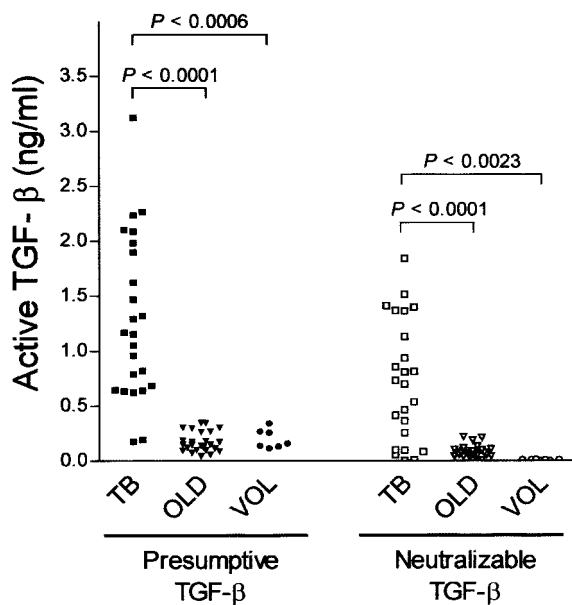 P < 0.0006
P < 0.0001
P < 0.0023
P < 0.0001
Active TGF- β (ng/ml)
3.5
3.0
2.5
2.0
1.5
1.0
0.5
0.0
TB OLD VOL TB OLD VOL
Presumptive TGF-β
Neutralizable TGF-β